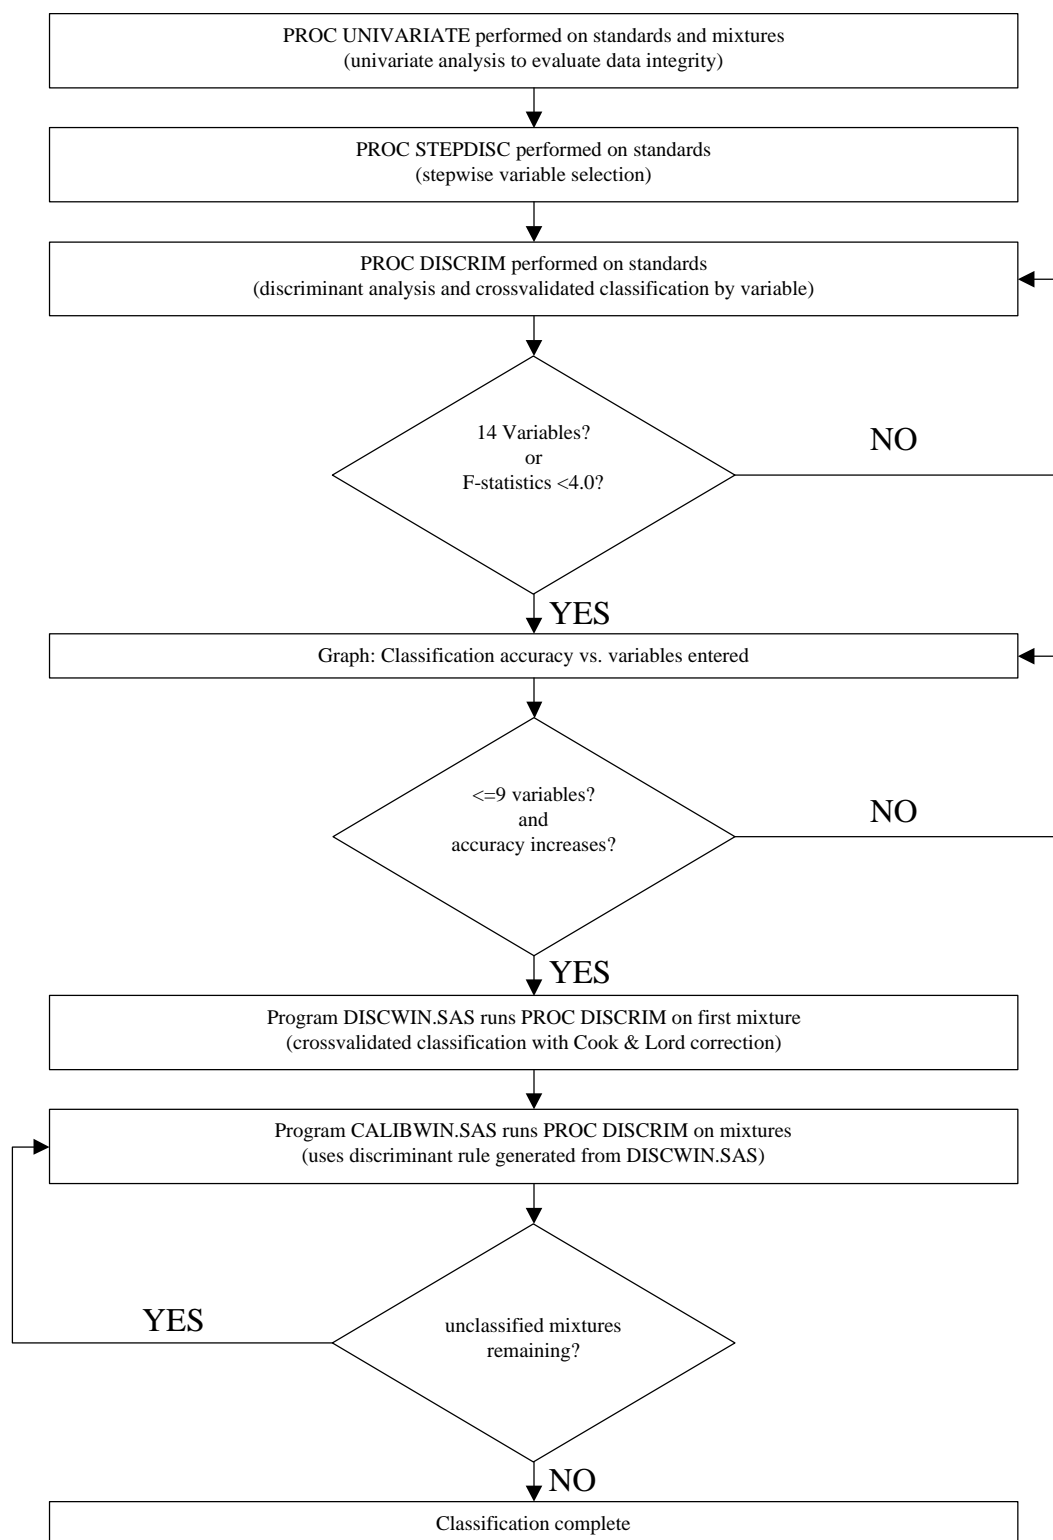 PROC UNIVARIATE performed on standards and mixtures
(univariate analysis to evaluate data integrity)
PROC STEPDISC performed on standards
(stepwise variable selection)
PROC DISCRIM performed on standards
(discriminant analysis and crossvalidated classification by variable)
14 Variables?
or
F-statistics <4.0?
NO
YES
Graph: Classification accuracy vs. variables entered
<=9 variables?
and
accuracy increases?
NO
YES
Program DISCWIN.SAS runs PROC DISCRIM on first mixture
(crossvalidated classification with Cook & Lord correction)
Program CALIBWIN.SAS runs PROC DISCRIM on mixtures
(uses discriminant rule generated from DISCWIN.SAS)
YES
unclassified mixtures
remaining?
NO
Classification complete